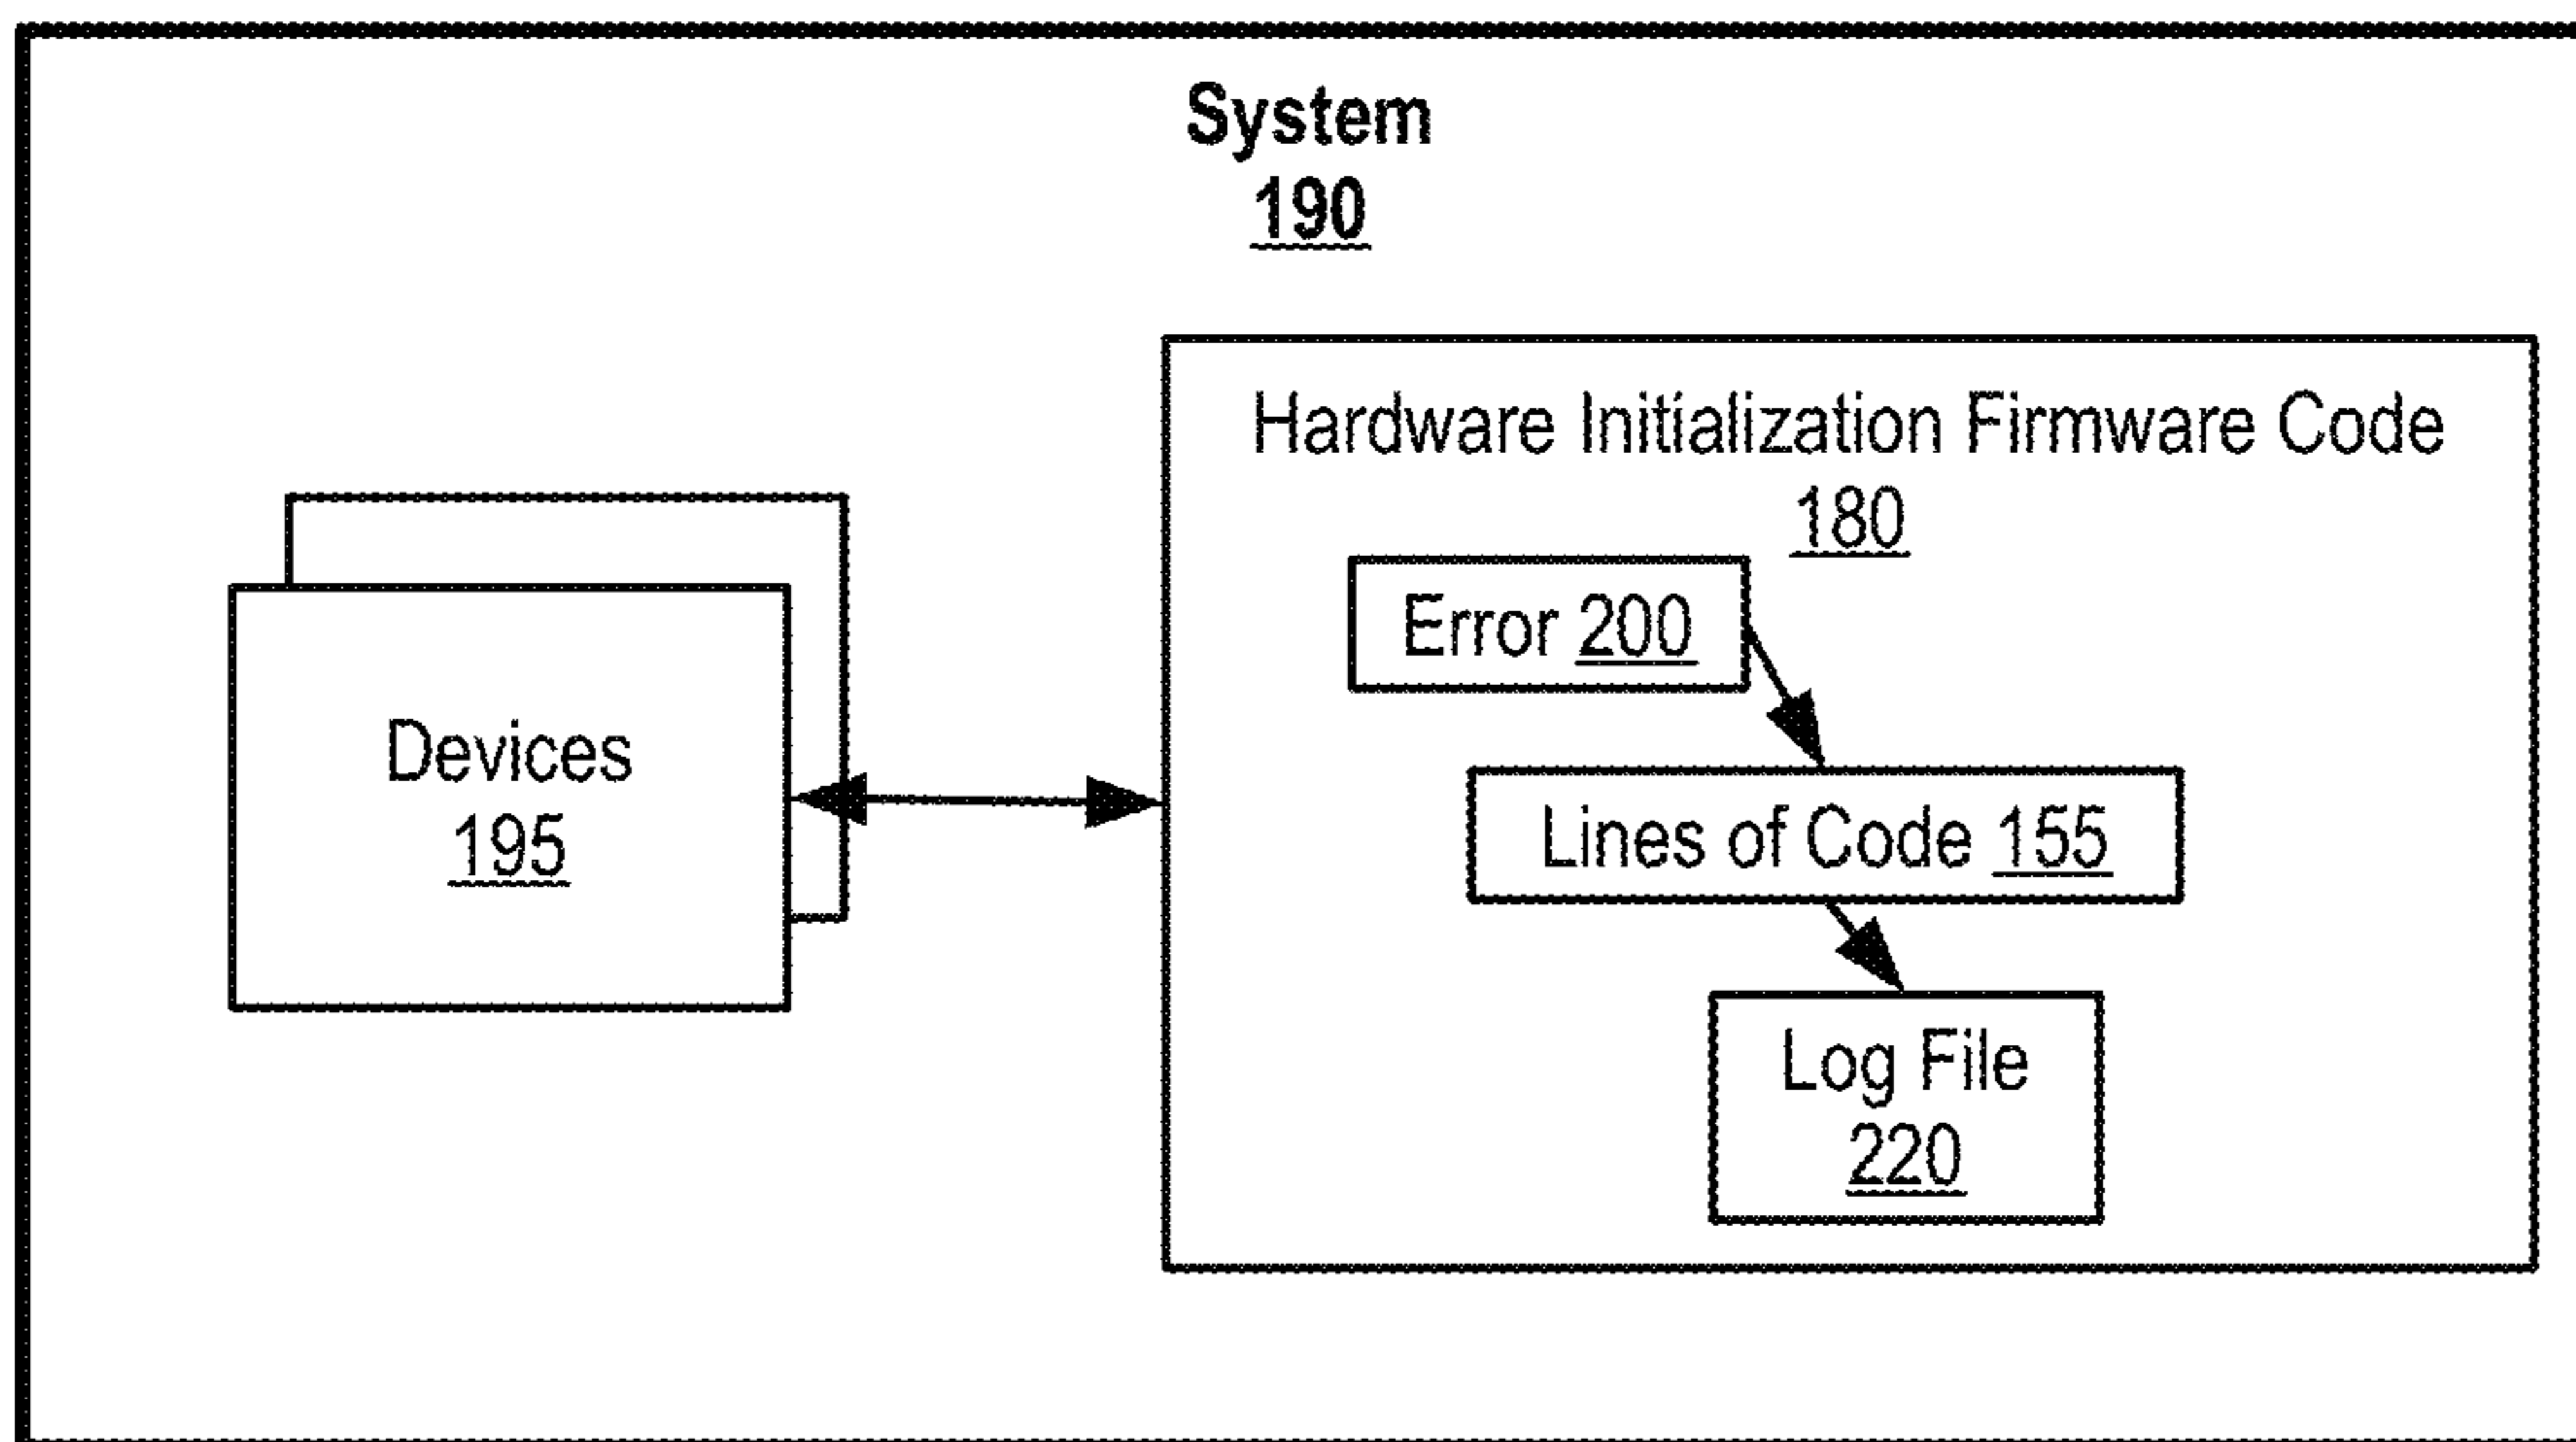 System
190
Hardware Initialization Firmware Code
180
Error 200
Devices
195
Lines of Code 155
Log File
220